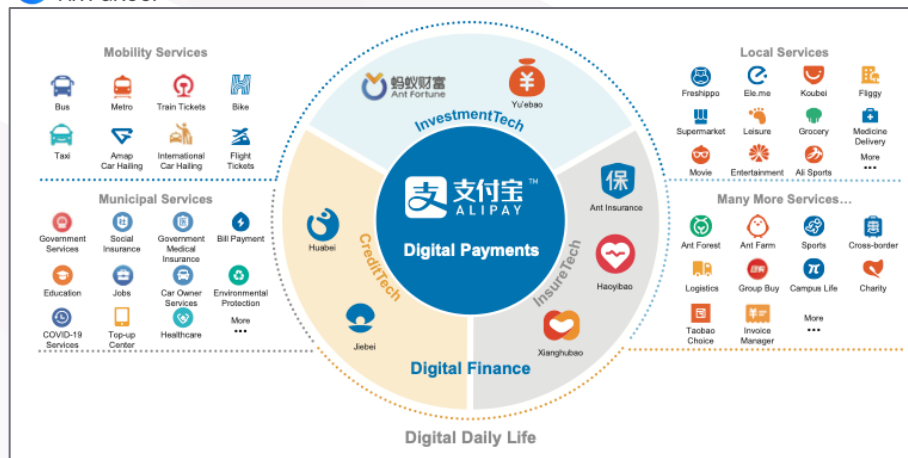 Mobility Services
Bus
Metro
Train Tickets
Bike
Taxi
Amap
Car Hailing
International
Car Hailing
Flight
Tickets
Municipal Services
Government
Services
Social
Insurance
Government
Medical
Insurance
Bill Payment
Education
Jobs
Car Owner
Services
Environmental
Protection
COVID-19
Services
Top-up
Center
Healthcare
More
蚂蚁财富
Ant Fortune
Yu'ebao
InvestmentTech
支 支付宝™
ALIPAY
Digital Payments
Huabei
CreditTech
Jiebei
保
Ant Insurance
Haoyibao
InsureTech
Xianghubao
Digital Finance
Digital Daily Life
Local Services
Freshippo
Ele.me
Koubei
Fliggy
Supermarket
Leisure
Grocery
Medicine
Delivery
Movie
Entertainment
Ali Sports
More
Many More Services...
Ant Forest
Ant Farm
Sports
Cross-border
Logistics
Group Buy
Campus Life
Charity
Taobao
Choice
Invoice
Manager
More